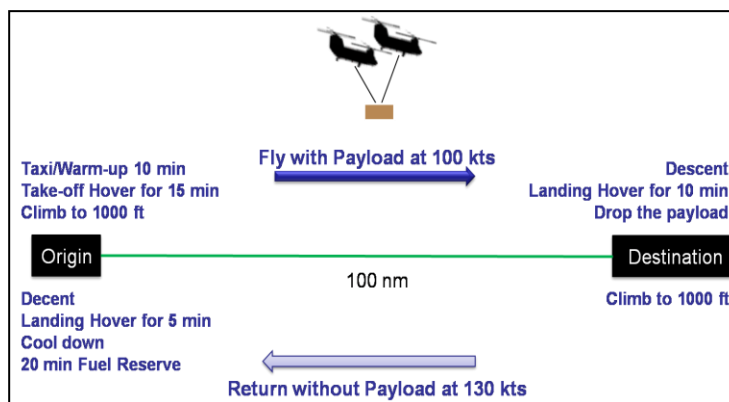 Fly with Payload at 100 kts
Taxi/Warm-up 10 min
Take-off Hover for 15 min
Climb to 1000 ft
Descent
Landing Hover for 10 min
Drop the payload
Origin
Destination
100 nm
Decent
Landing Hover for 5 min
Cool down
20 min Fuel Reserve
Climb to 1000 ft
Return without Payload at 130 kts